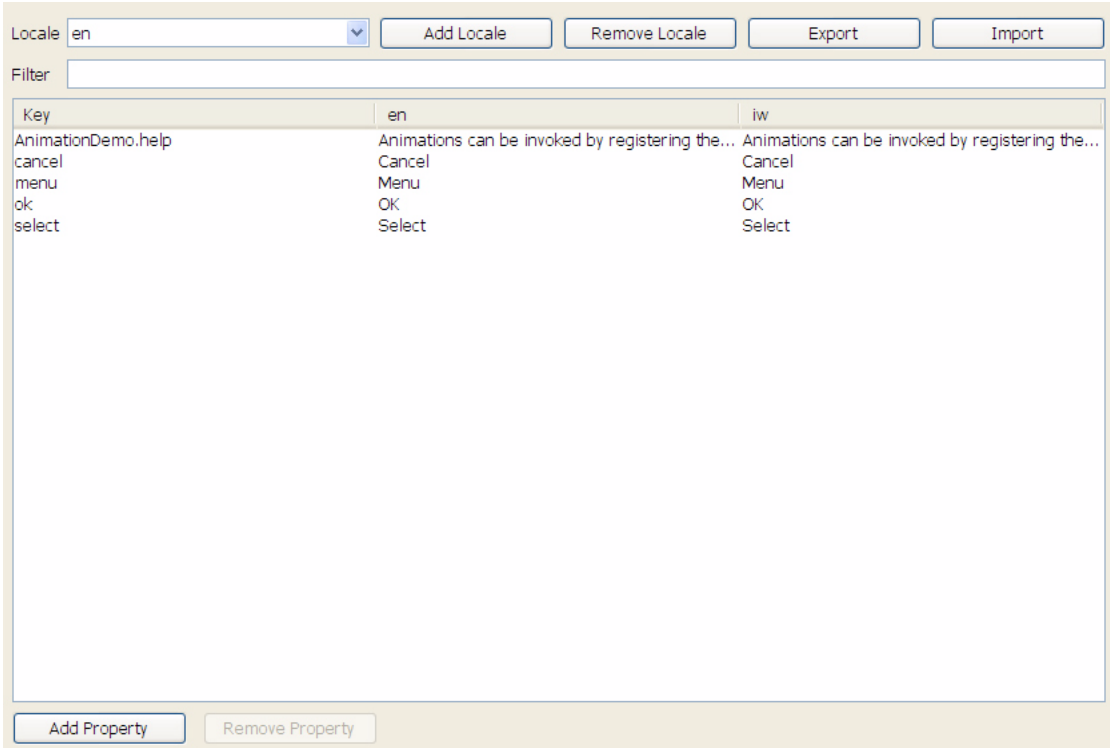 Locale en Add Locale Remove Locale Export Import
Filter
Key en iw
AnimationDemo.help Animations can be invoked by registering the... Animations can be invoked by registering the...
cancel Cancel Cancel
menu Menu Menu
ok OK OK
select Select Select
Add Property Remove Property